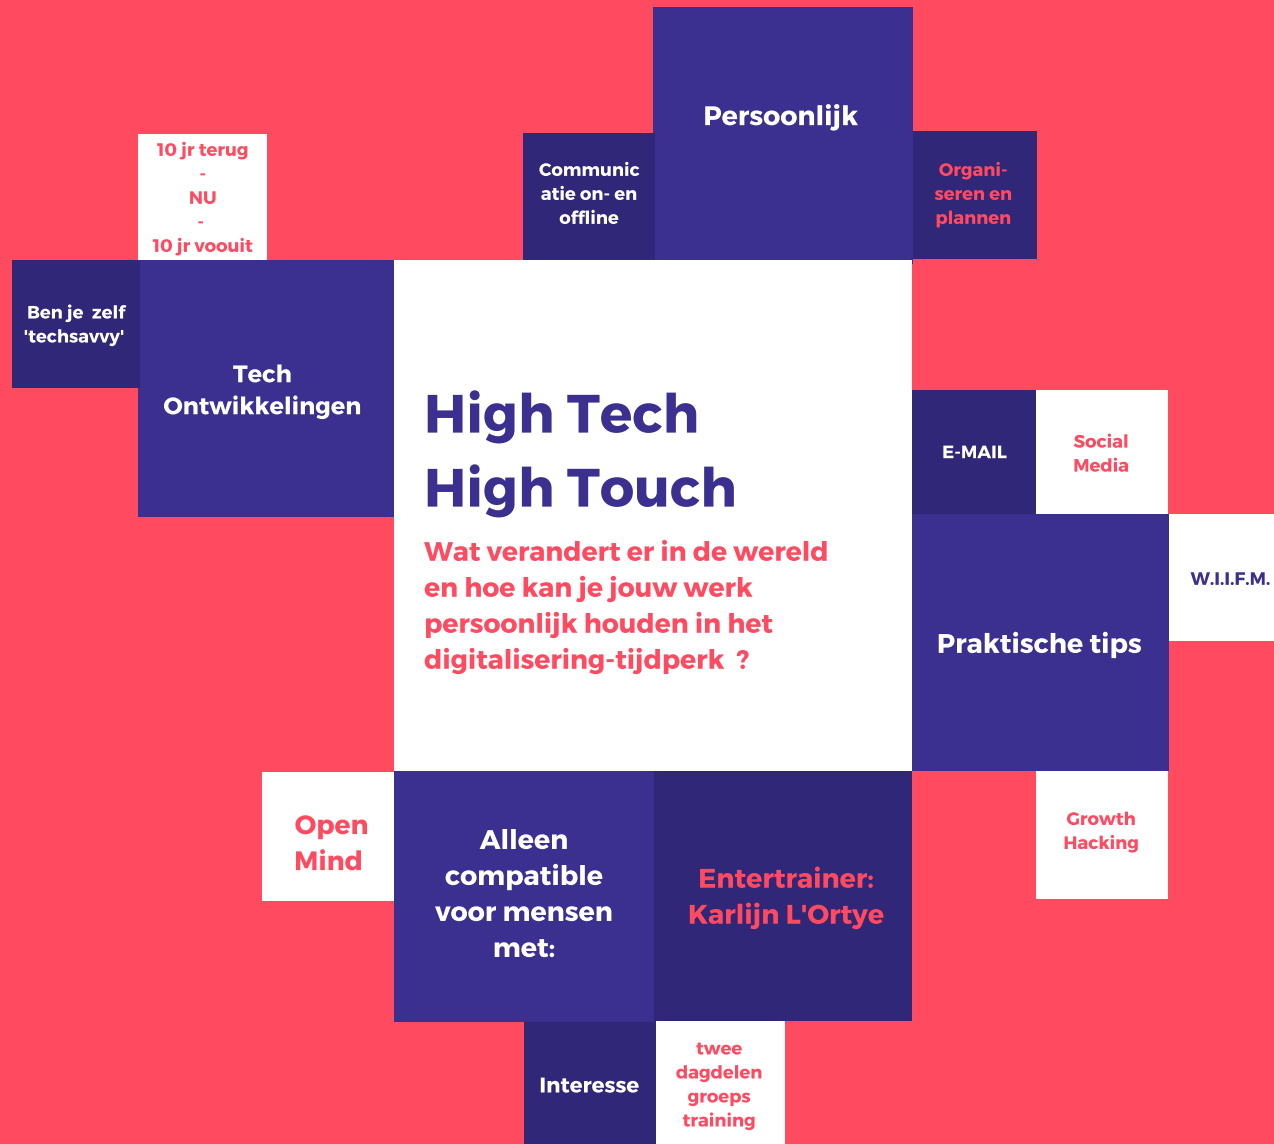 Persoonlijk
Communic
atie on- en
offline
Organi-
seren en
plannen
10 jr terug
-
NU
-
10 jr voouit
Ben je  zelf
'techsavvy'
Tech
Ontwikkelingen
High Tech
High Touch
Wat verandert er in de wereld
en hoe kan je jouw werk
persoonlijk houden in het
digitalisering-tijdperk  ?
E-MAIL
Social
Media
W.I.I.F.M.
Praktische tips
Growth
Hacking
Open
Mind
Alleen
compatible
voor mensen
met:
Entertrainer:
Karlijn L'Ortye
Interesse
twee
dagdelen
groeps
training